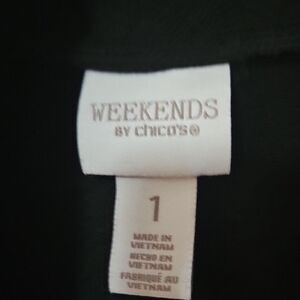 WEEKENDS
BY CHICO'S®
1
MADE IN
VIETNAM
HECHO EN
VIETNAM
FABRIQUÉ AU
VIETNAM